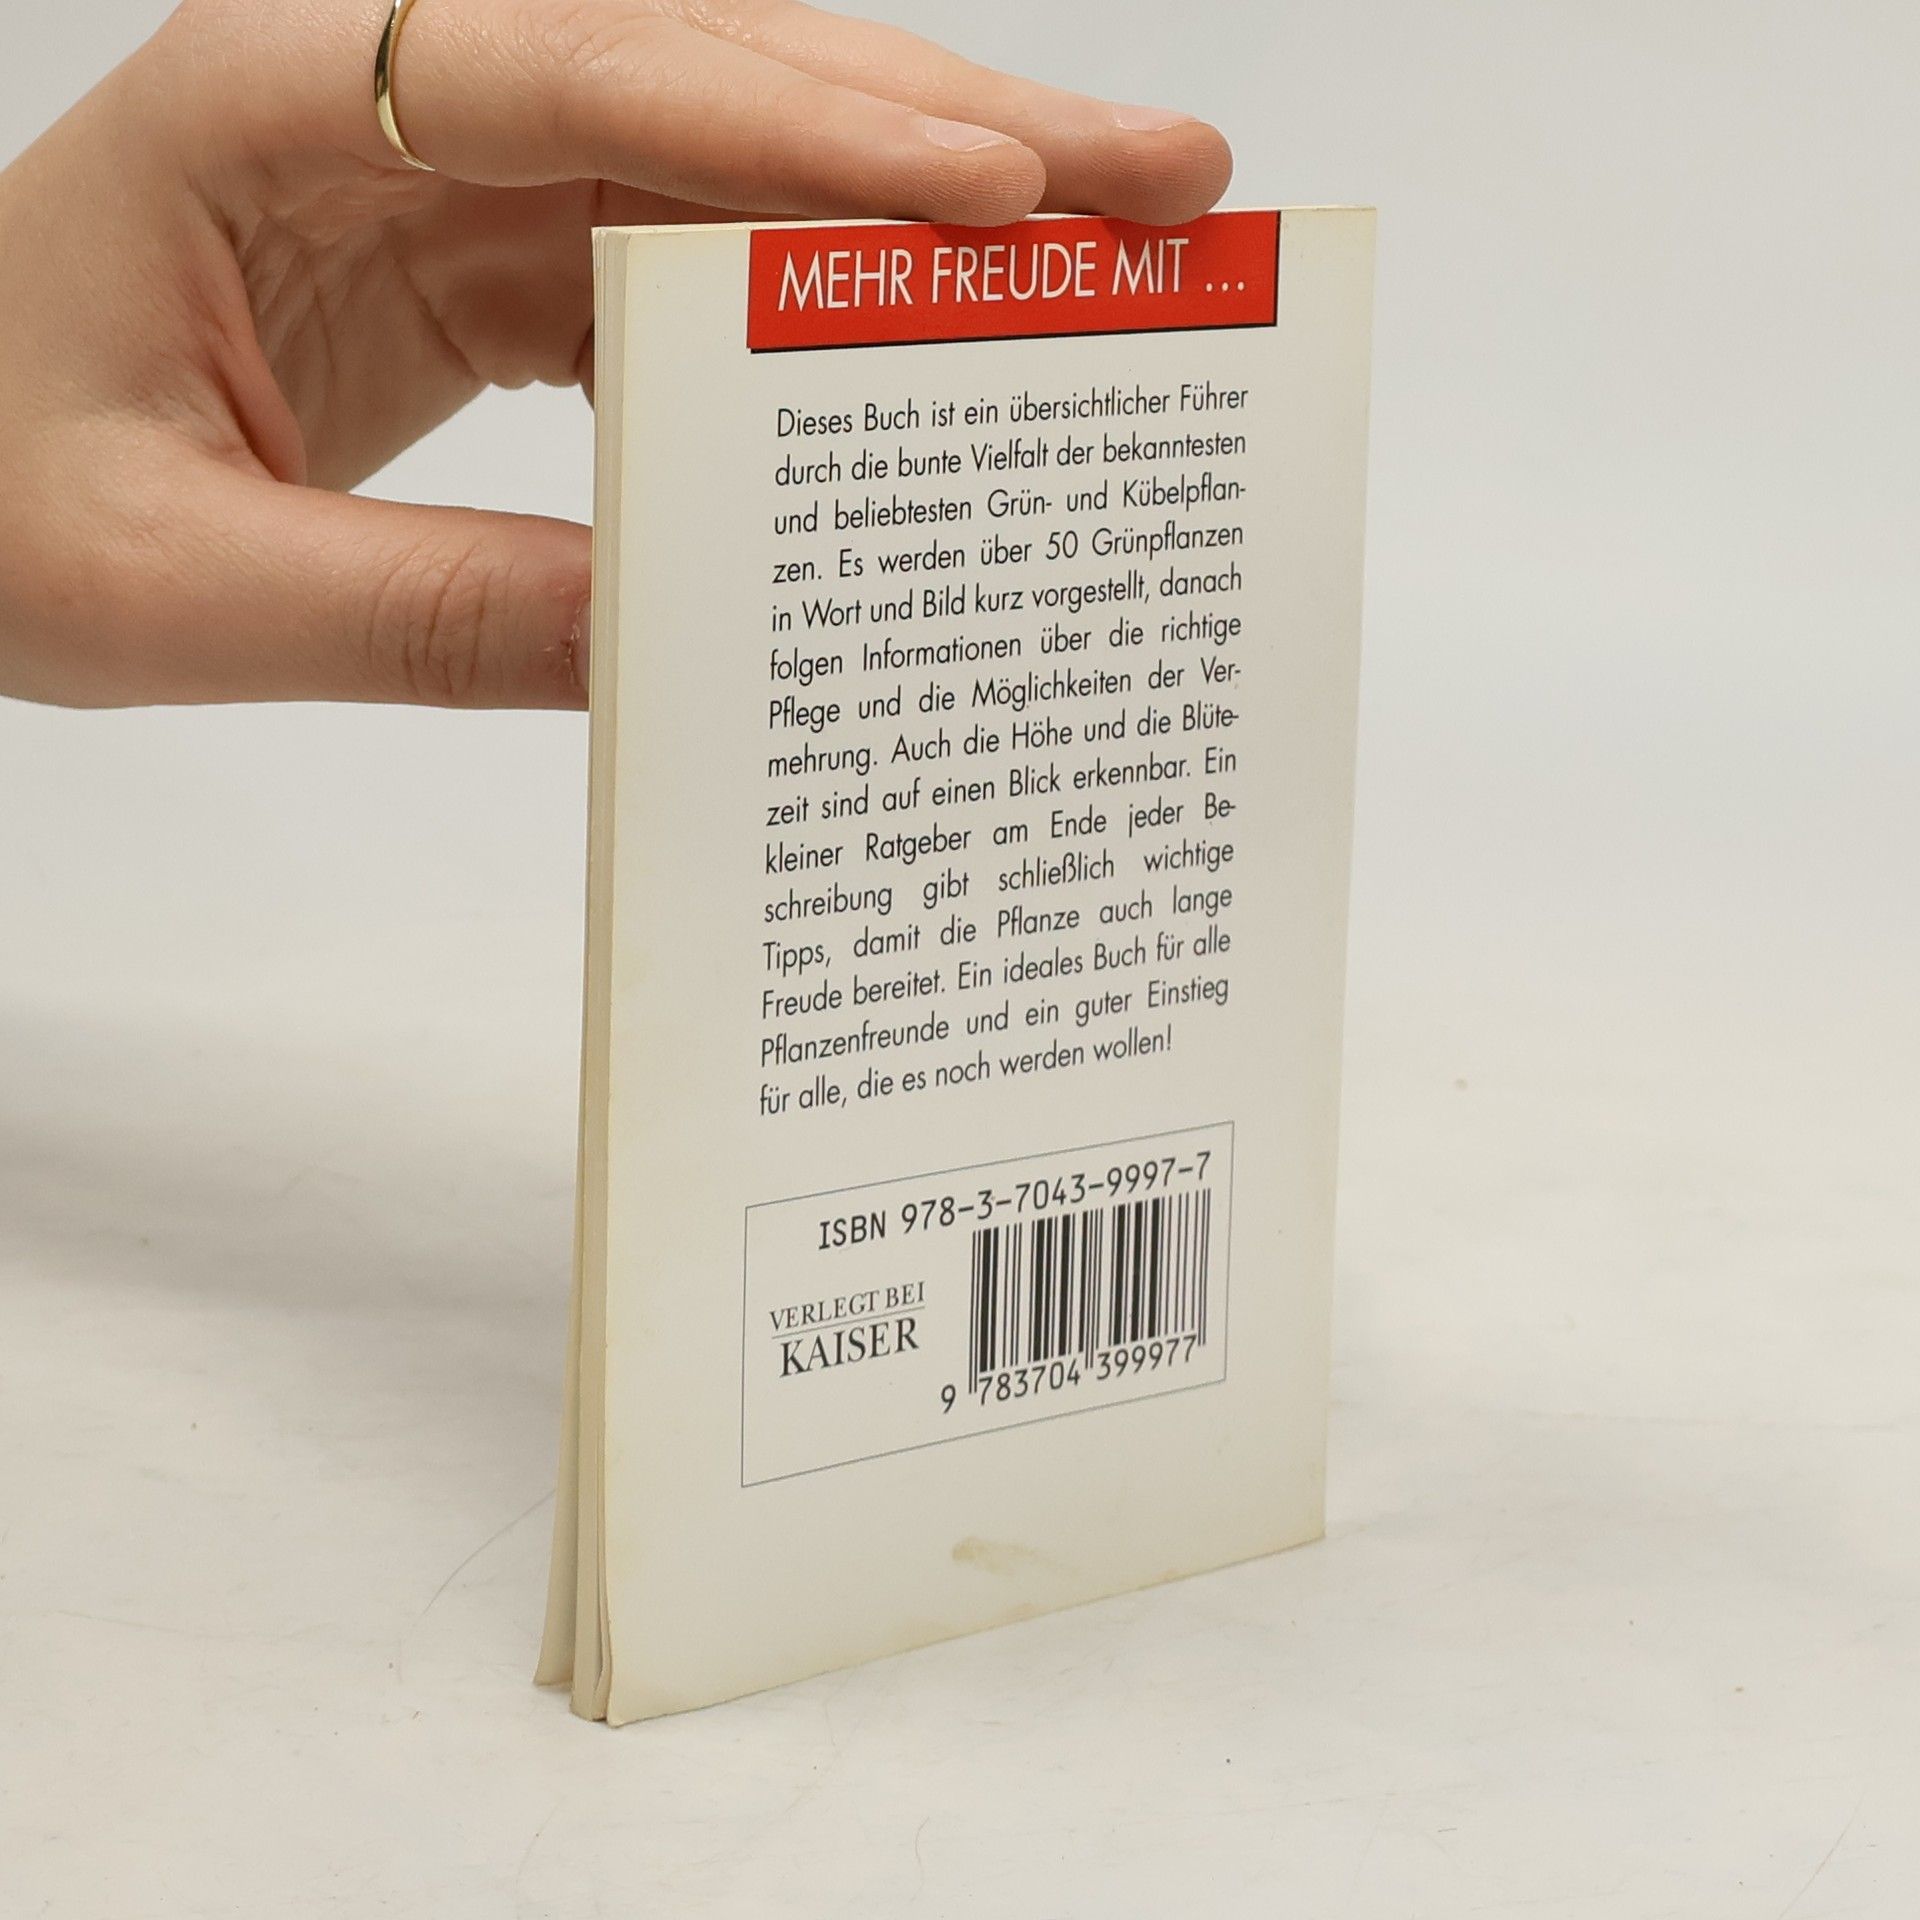 MEHR FREUDE MIT ...
Dieses Buch ist ein übersichtlicher Führer
durch die bunte Vielfalt der bekanntesten
und beliebtesten Grün- und Kübelpflan-
zen. Es werden über 50 Grünpflanzen
in Wort und Bild kurz vorgestellt, danach
folgen Informationen über die richtige
Pflege und die Möglichkeiten der Ver-
mehrung. Auch die Höhe und die Blüte-
zeit sind auf einen Blick erkennbar. Ein
kleiner Ratgeber am Ende jeder Be-
schreibung gibt schließlich wichtige
Tipps, damit die Pflanze auch lange
Freude bereitet. Ein ideales Buch für alle
Pflanzenfreunde und ein guter Einstieg
für alle, die es noch werden wollen!
ISBN 978-3-7043-9997-7
VERLEGT BEI
KAISER
9 783704 399977